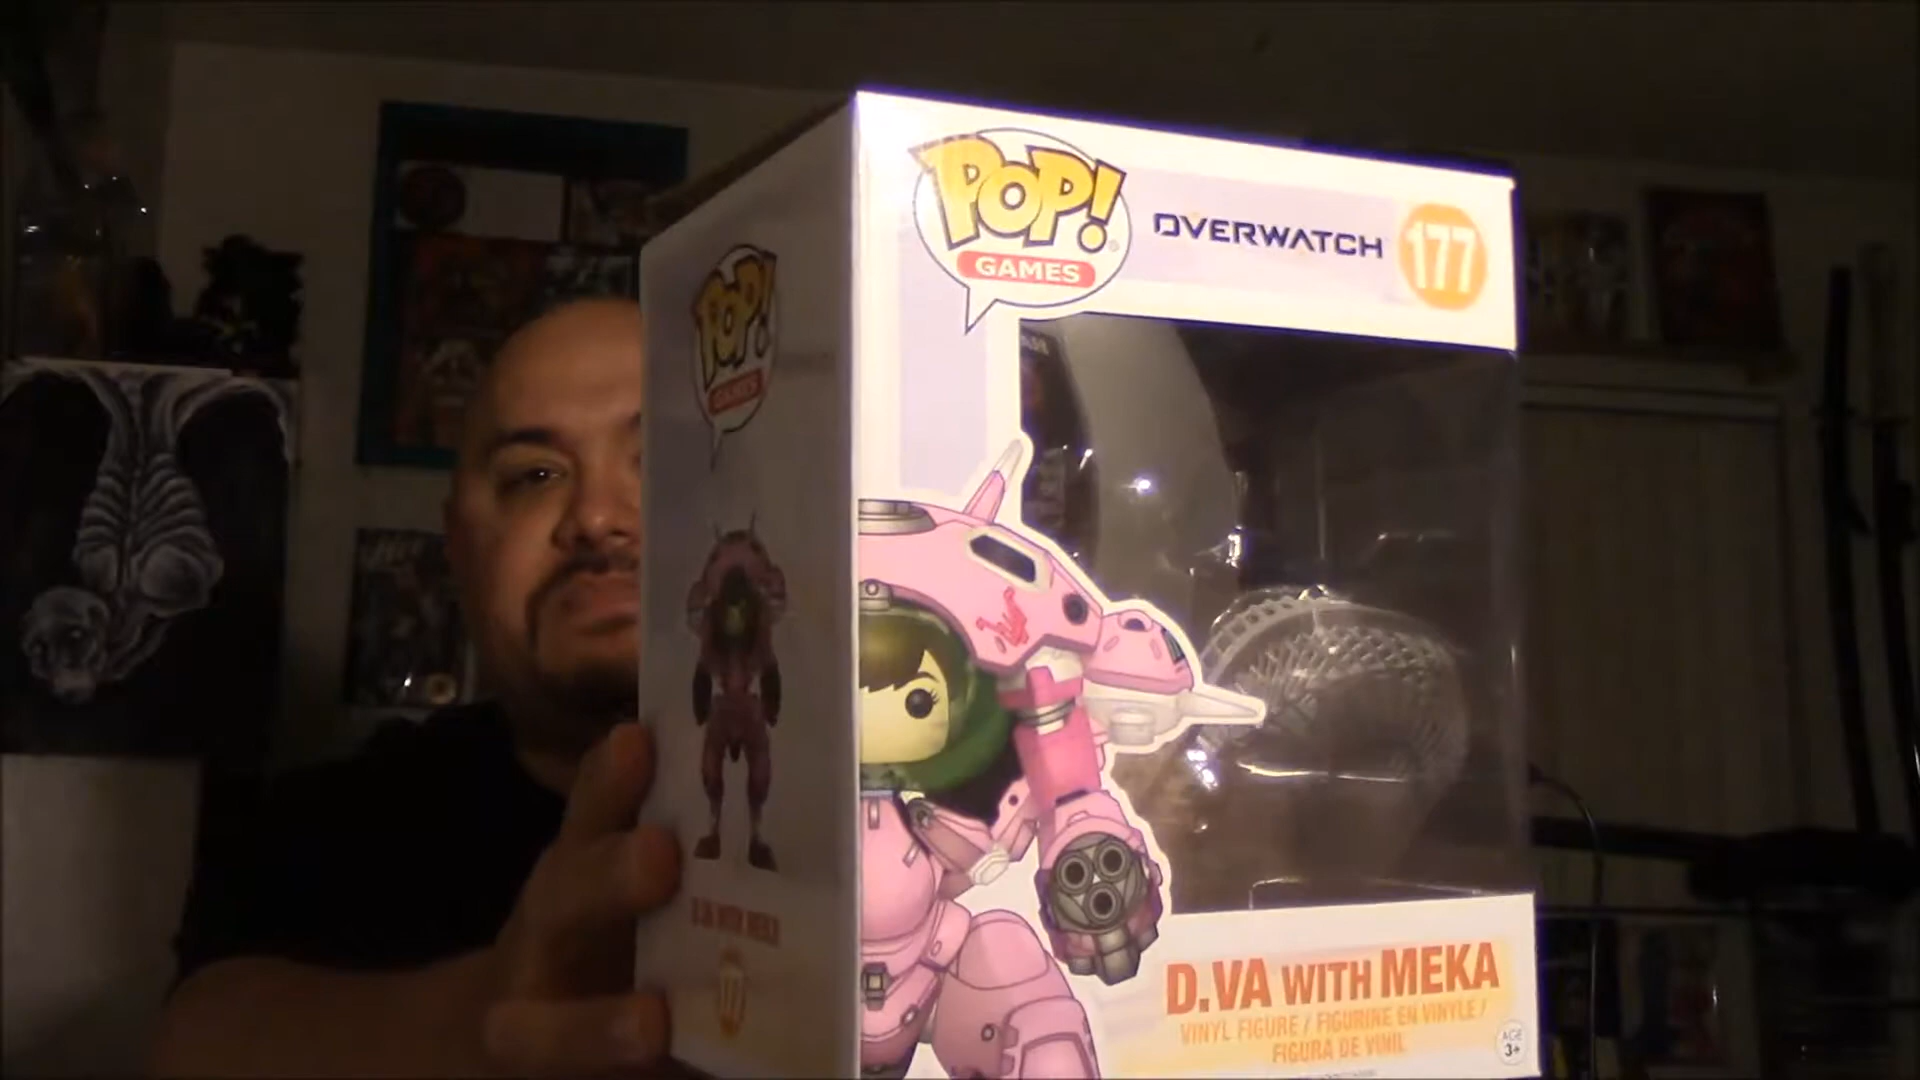 POP!
GAMES
OVERWATCH
177
POP!
GAMES
D.VA WITH MEKA
D.VA WITH MEKA
VINYL FIGURE / FIGURINE EN VINYLE /
FIGURA DE VINIL
AGE
3+
177